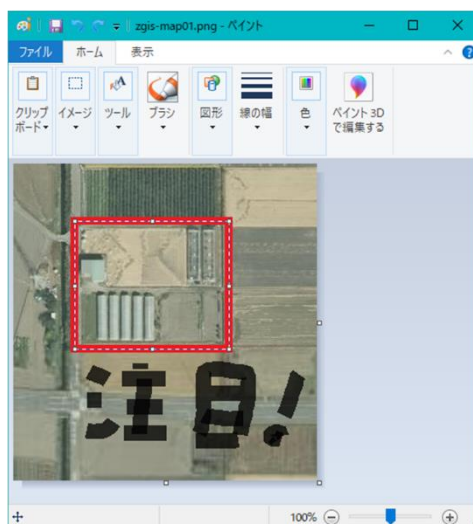 zgis-map01.png - ペイント
ファイル ホーム 表示
クリップボード イメージ ツール ブラシ 図形 線の幅 色 ペイント 3D で編集する
注目!
100%